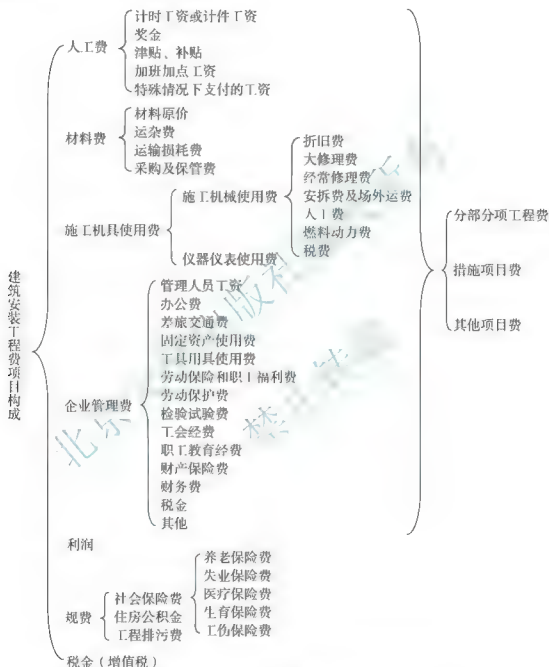 建筑安装工程费项目构成
人工费
计时工资或计件工资
奖金
津贴、补贴
加班加点工资
特殊情况下支付的工资
材料费
材料原价
运杂费
运输损耗费
采购及保管费
施工机具使用费
施工机械使用费
折旧费
大修理费
经常修理费
安拆费及场外运费
人工费
燃料动力费
税费
仪器仪表使用费
企业管理费
管理人员工资
办公费
差旅交通费
固定资产使用费
工具用具使用费
劳动保险和职工福利费
劳动保护费
检验试验费
工会经费
职工教育经费
财产保险费
财务费
税金
其他
利润
规费
社会保险费
养老保险费
失业保险费
医疗保险费
生育保险费
工伤保险费
住房公积金
工程排污费
税金（增值税）
分部分项工程费
措施项目费
其他项目费